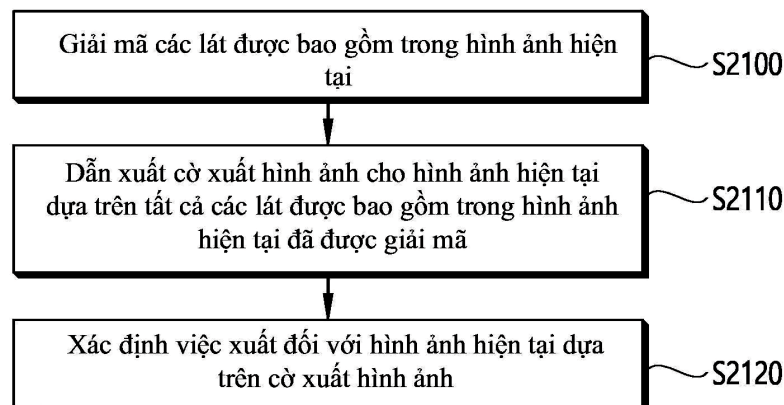 Giải mã các lát được bao gồm trong hình ảnh hiện
tại
S2100
Dẫn xuất cờ xuất hình ảnh cho hình ảnh hiện tại
dựa trên tất cả các lát được bao gồm trong hình ảnh
hiện tại đã được giải mã
S2110
Xác định việc xuất đối với hình ảnh hiện tại dựa
trên cờ xuất hình ảnh
S2120